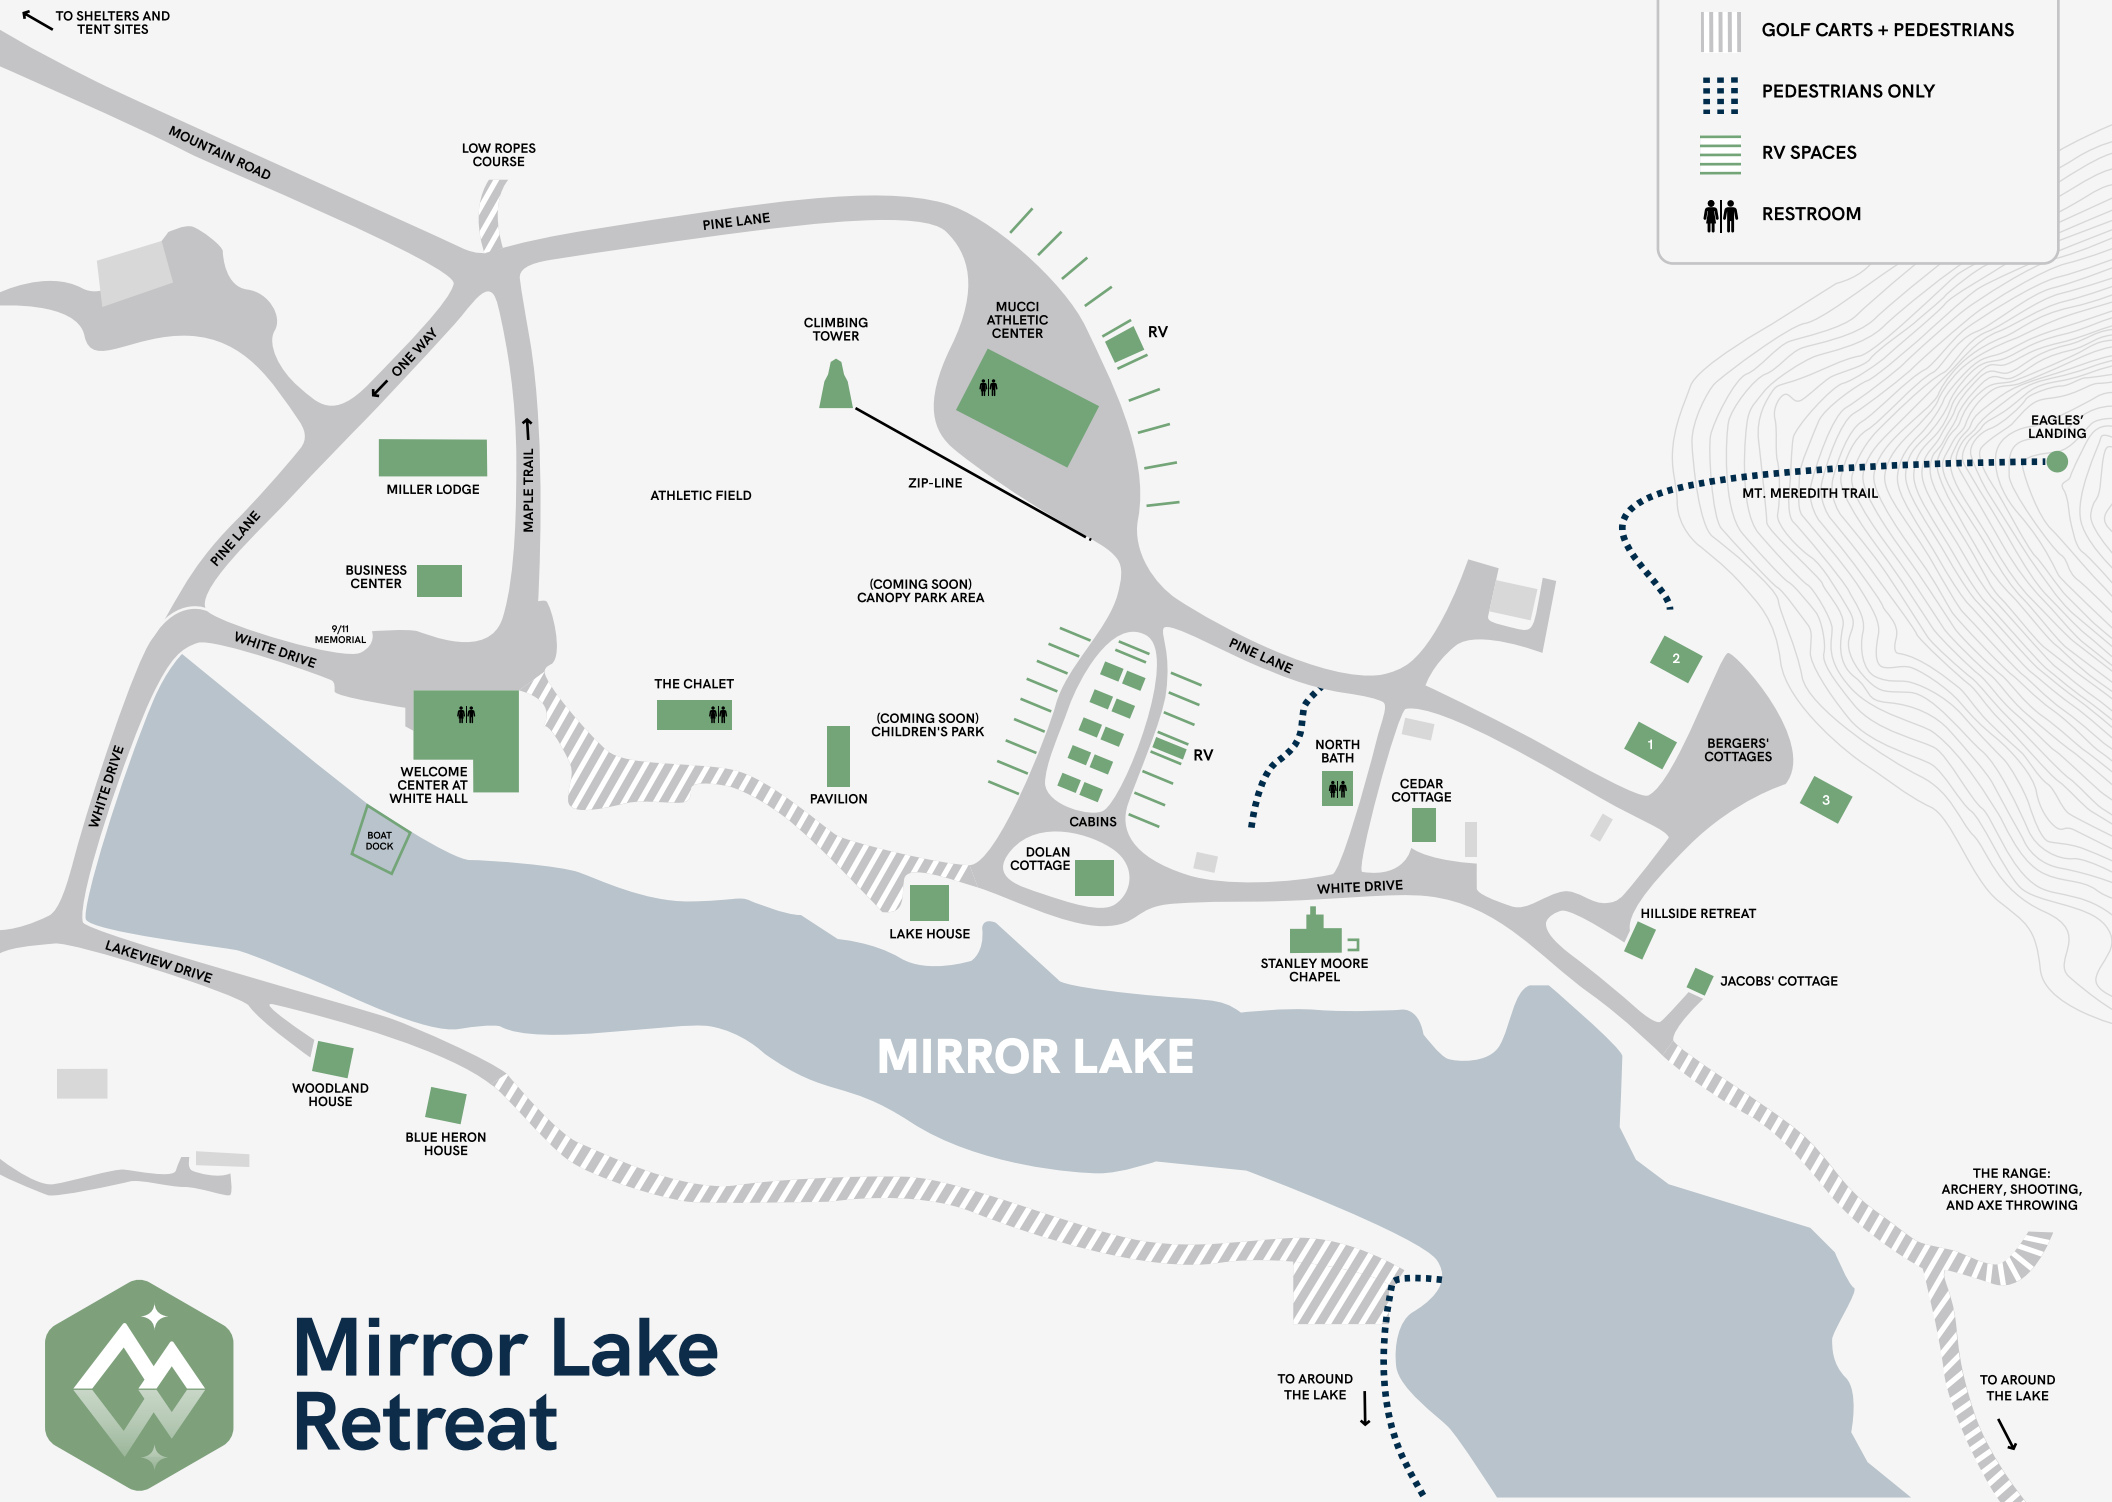 TO SHELTERS AND
TENT SITES
GOLF CARTS + PEDESTRIANS
PEDESTRIANS ONLY
RV SPACES
RESTROOM
MOUNTAIN ROAD
LOW ROPES
COURSE
PINE LANE
ONE WAY
CLIMBING
TOWER
MUCCI
ATHLETIC
CENTER
RV
EAGLES'
LANDING
MT. MEREDITH TRAIL
MILLER LODGE
MAPLE TRAIL
ATHLETIC FIELD
ZIP-LINE
PINE LANE
BUSINESS
CENTER
(COMING SOON)
CANOPY PARK AREA
9/11
MEMORIAL
WHITE DRIVE
PINE LANE
2
1
3
BERGERS'
COTTAGES
THE CHALET
(COMING SOON)
CHILDREN'S PARK
RV
NORTH
BATH
CEDAR
COTTAGE
WELCOME
CENTER AT
WHITE HALL
PAVILION
WHITE DRIVE
BOAT
DOCK
CABINS
DOLAN
COTTAGE
WHITE DRIVE
LAKE HOUSE
STANLEY MOORE
CHAPEL
HILLSIDE RETREAT
JACOBS' COTTAGE
LAKEVIEW DRIVE
MIRROR LAKE
WOODLAND
HOUSE
BLUE HERON
HOUSE
THE RANGE:
ARCHERY, SHOOTING,
AND AXE THROWING
TO AROUND
THE LAKE
TO AROUND
THE LAKE
Mirror Lake
Retreat